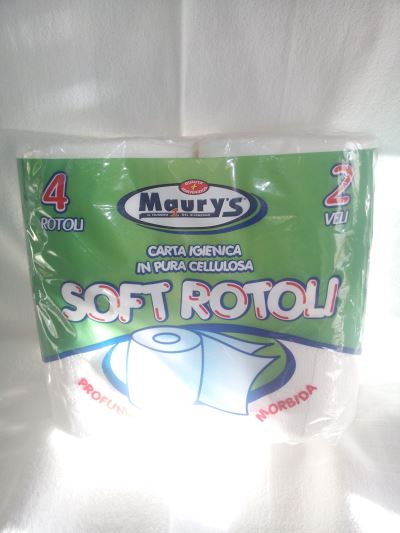 4
ROTOLI
Maury's
2
VELI
CARTA IGIENICA
IN PURA CELLULOSA
SOFT ROTOLI
MORBIDA